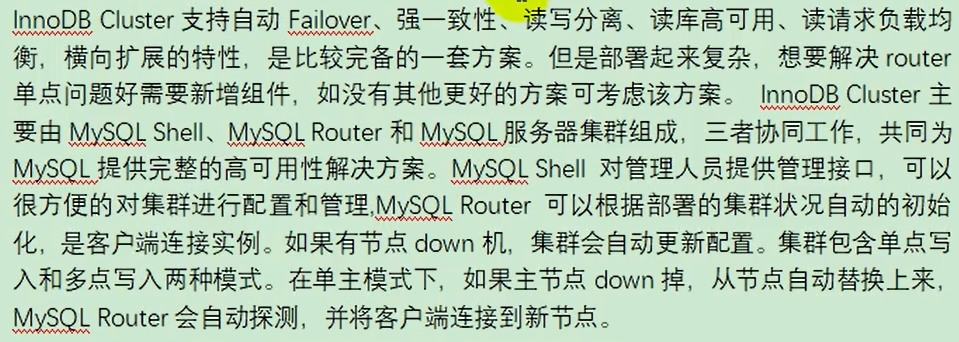 InnoDB Cluster 支持自动 Failover、强一致性、读写分离、读库高可用、读请求负载均
衡，横向扩展的特性，是比较完备的一套方案。但是部署起来复杂，想要解决 router
单点问题好需要新增组件，如没有其他更好的方案可考虑该方案。 InnoDB Cluster 主
要由 MySQL Shell、MySQL Router 和 MySQL 服务器集群组成，三者协同工作，共同为
MySQL 提供完整的高可用性解决方案。MySQL Shell 对管理人员提供管理接口，可以
很方便的对集群进行配置和管理,MySQL Router 可以根据部署的集群状况自动的初始
化，是客户端连接实例。如果有节点 down 机，集群会自动更新配置。集群包含单点写
入和多点写入两种模式。在单主模式下，如果主节点 down 掉，从节点自动替换上来，
MySQL Router 会自动探测，并将客户端连接到新节点。